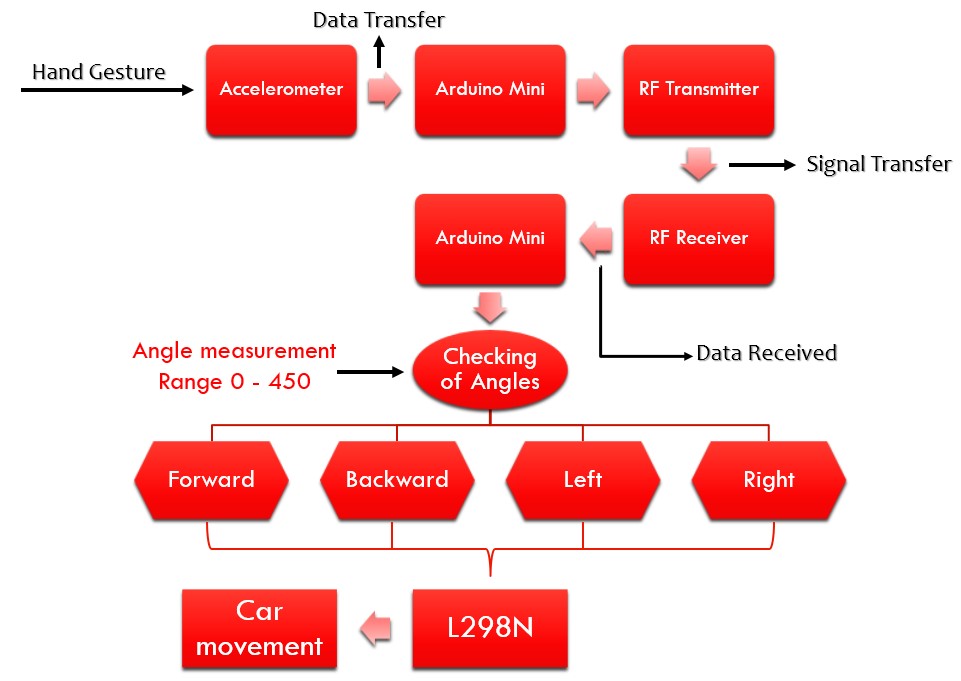 Data Transfer
Hand Gesture
Accelerometer
Arduino Mini
RF Transmitter
Signal Transfer
Arduino Mini
RF Receiver
Angle measurement
Range 0 - 450
Checking
of Angles
Data Received
Forward
Backward
Left
Right
Car
movement
L298N